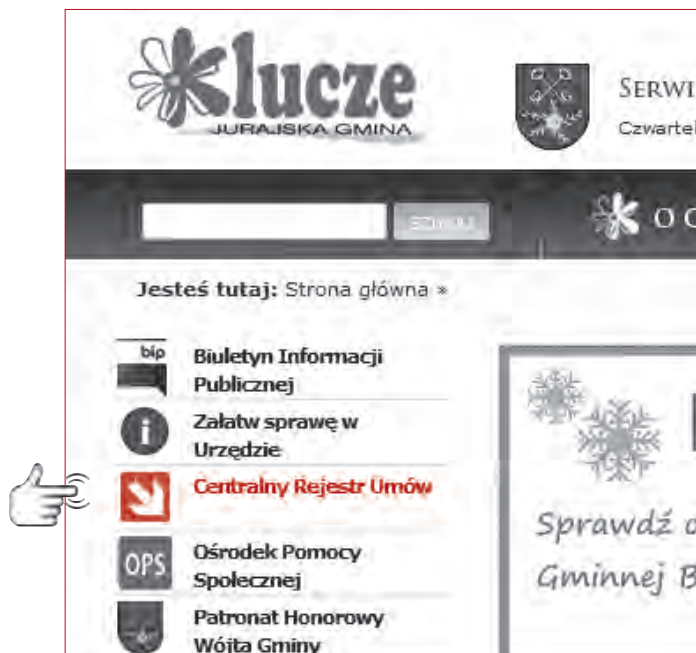 Klucze
JURAJSKA GMINA
SERWI
Czwartek
SZUKAJ
O G
Jesteś tutaj: Strona główna »
bip
Biuletyn Informacji
Publicznej
i
Załatw sprawę w
Urzędzie
Centralny Rejestr Umów
OPS
Ośrodek Pomocy
Społecznej
Patronat Honorowy
Wójta Gminy
Sprawdź o
Gminnej B